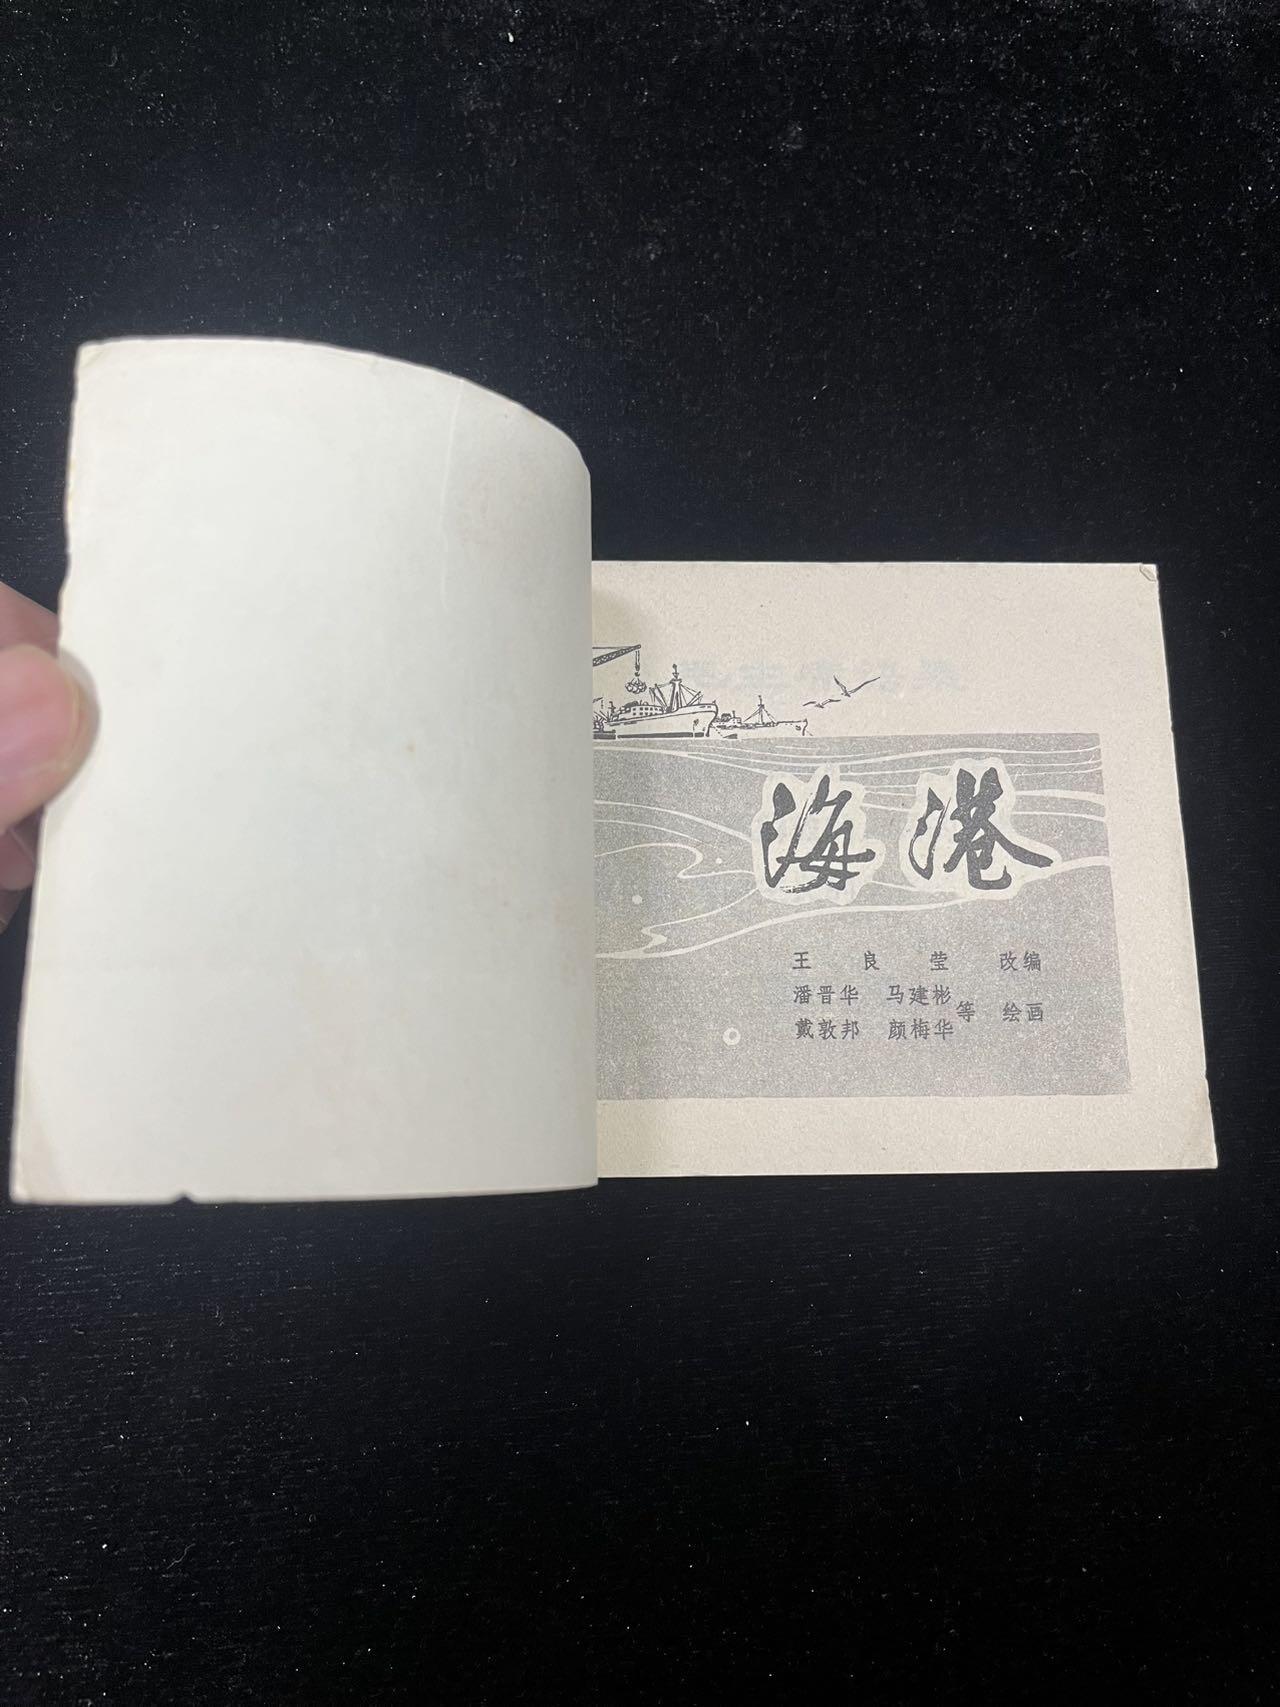 海港
王良莹 改编
潘晋华 马建彬
等 绘画
戴敦邦 颜梅华